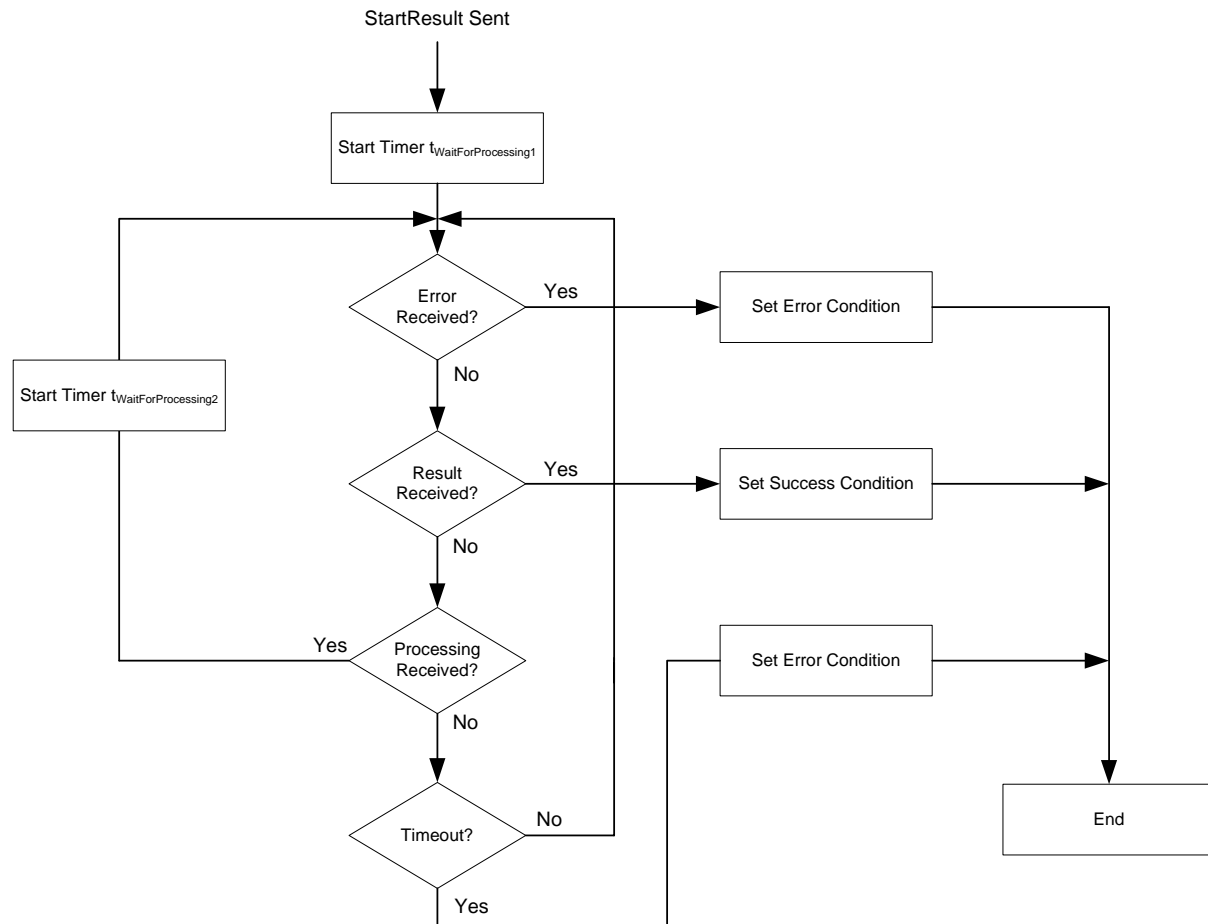 StartResult Sent
Start Timer tWaitForProcessing1
Error
Received?
Yes
Set Error Condition
No
Start Timer tWaitForProcessing2
Result
Received?
Yes
Set Success Condition
No
Yes
Processing
Received?
Set Error Condition
No
Timeout?
No
End
Yes